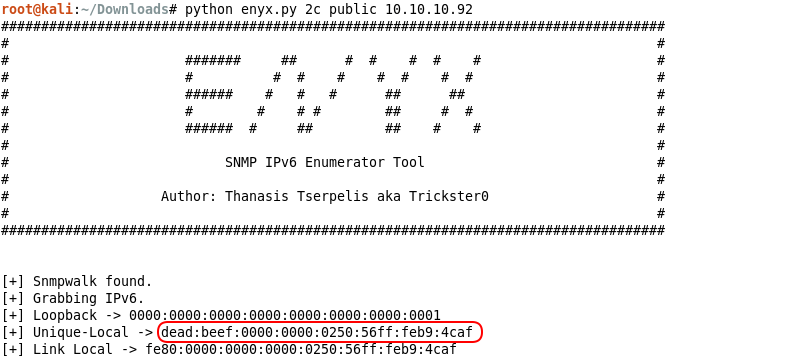 root@kali:~/Downloads# python enyx.py 2c public 10.10.10.92
###################################################################################
#                                                                                 #
#                      #######     ##      #  #    #  #    #                      #
#                      #          #  #    #    #  #    #  #                       #
#                      ######    #   #   #      ##      ##                        #
#                      #        #    # #        ##     #  #                       #
#                      ######  #     ##         ##    #    #                      #
#                                                                                 #
#                           SNMP IPv6 Enumerator Tool                             #
#                                                                                 #
#                   Author: Thanasis Tserpelis aka Trickster0                     #
#                                                                                 #
###################################################################################
[+] Snmpwalk found.
[+] Grabbing IPv6.
[+] Loopback -> 0000:0000:0000:0000:0000:0000:0000:0001
[+] Unique-Local -> dead:beef:0000:0000:0250:56ff:feb9:4caf
[+] Link Local -> fe80:0000:0000:0000:0250:56ff:feb9:4caf